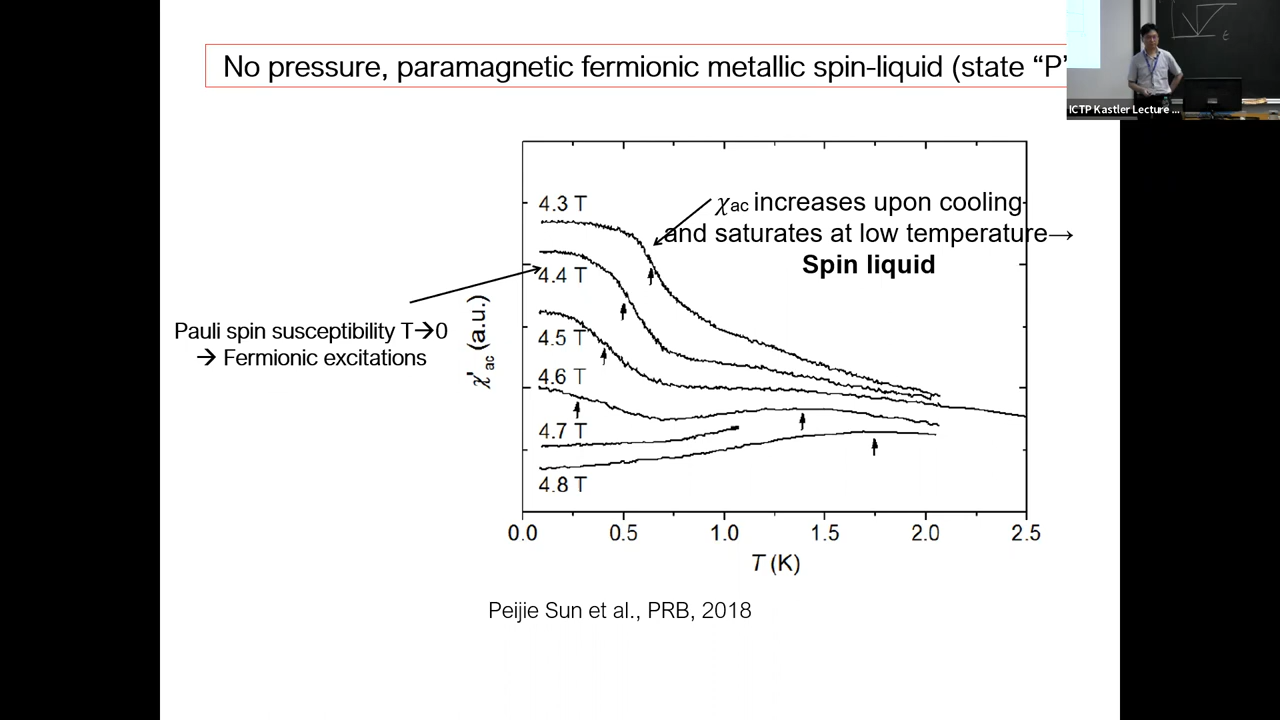 No pressure, paramagnetic fermionic metallic spin-liquid (state “P”
ICTP Kastler Lecture ...
t
4.3 T
χac increases upon cooling
and saturates at low temperature→
Spin liquid
4.4 T
Pauli spin susceptibility T→0
→ Fermionic excitations
4.5 T
4.6 T
4.7 T
4.8 T
χ'ac (a.u.)
0.0 0.5 1.0 1.5 2.0 2.5
T (K)
Peijie Sun et al., PRB, 2018